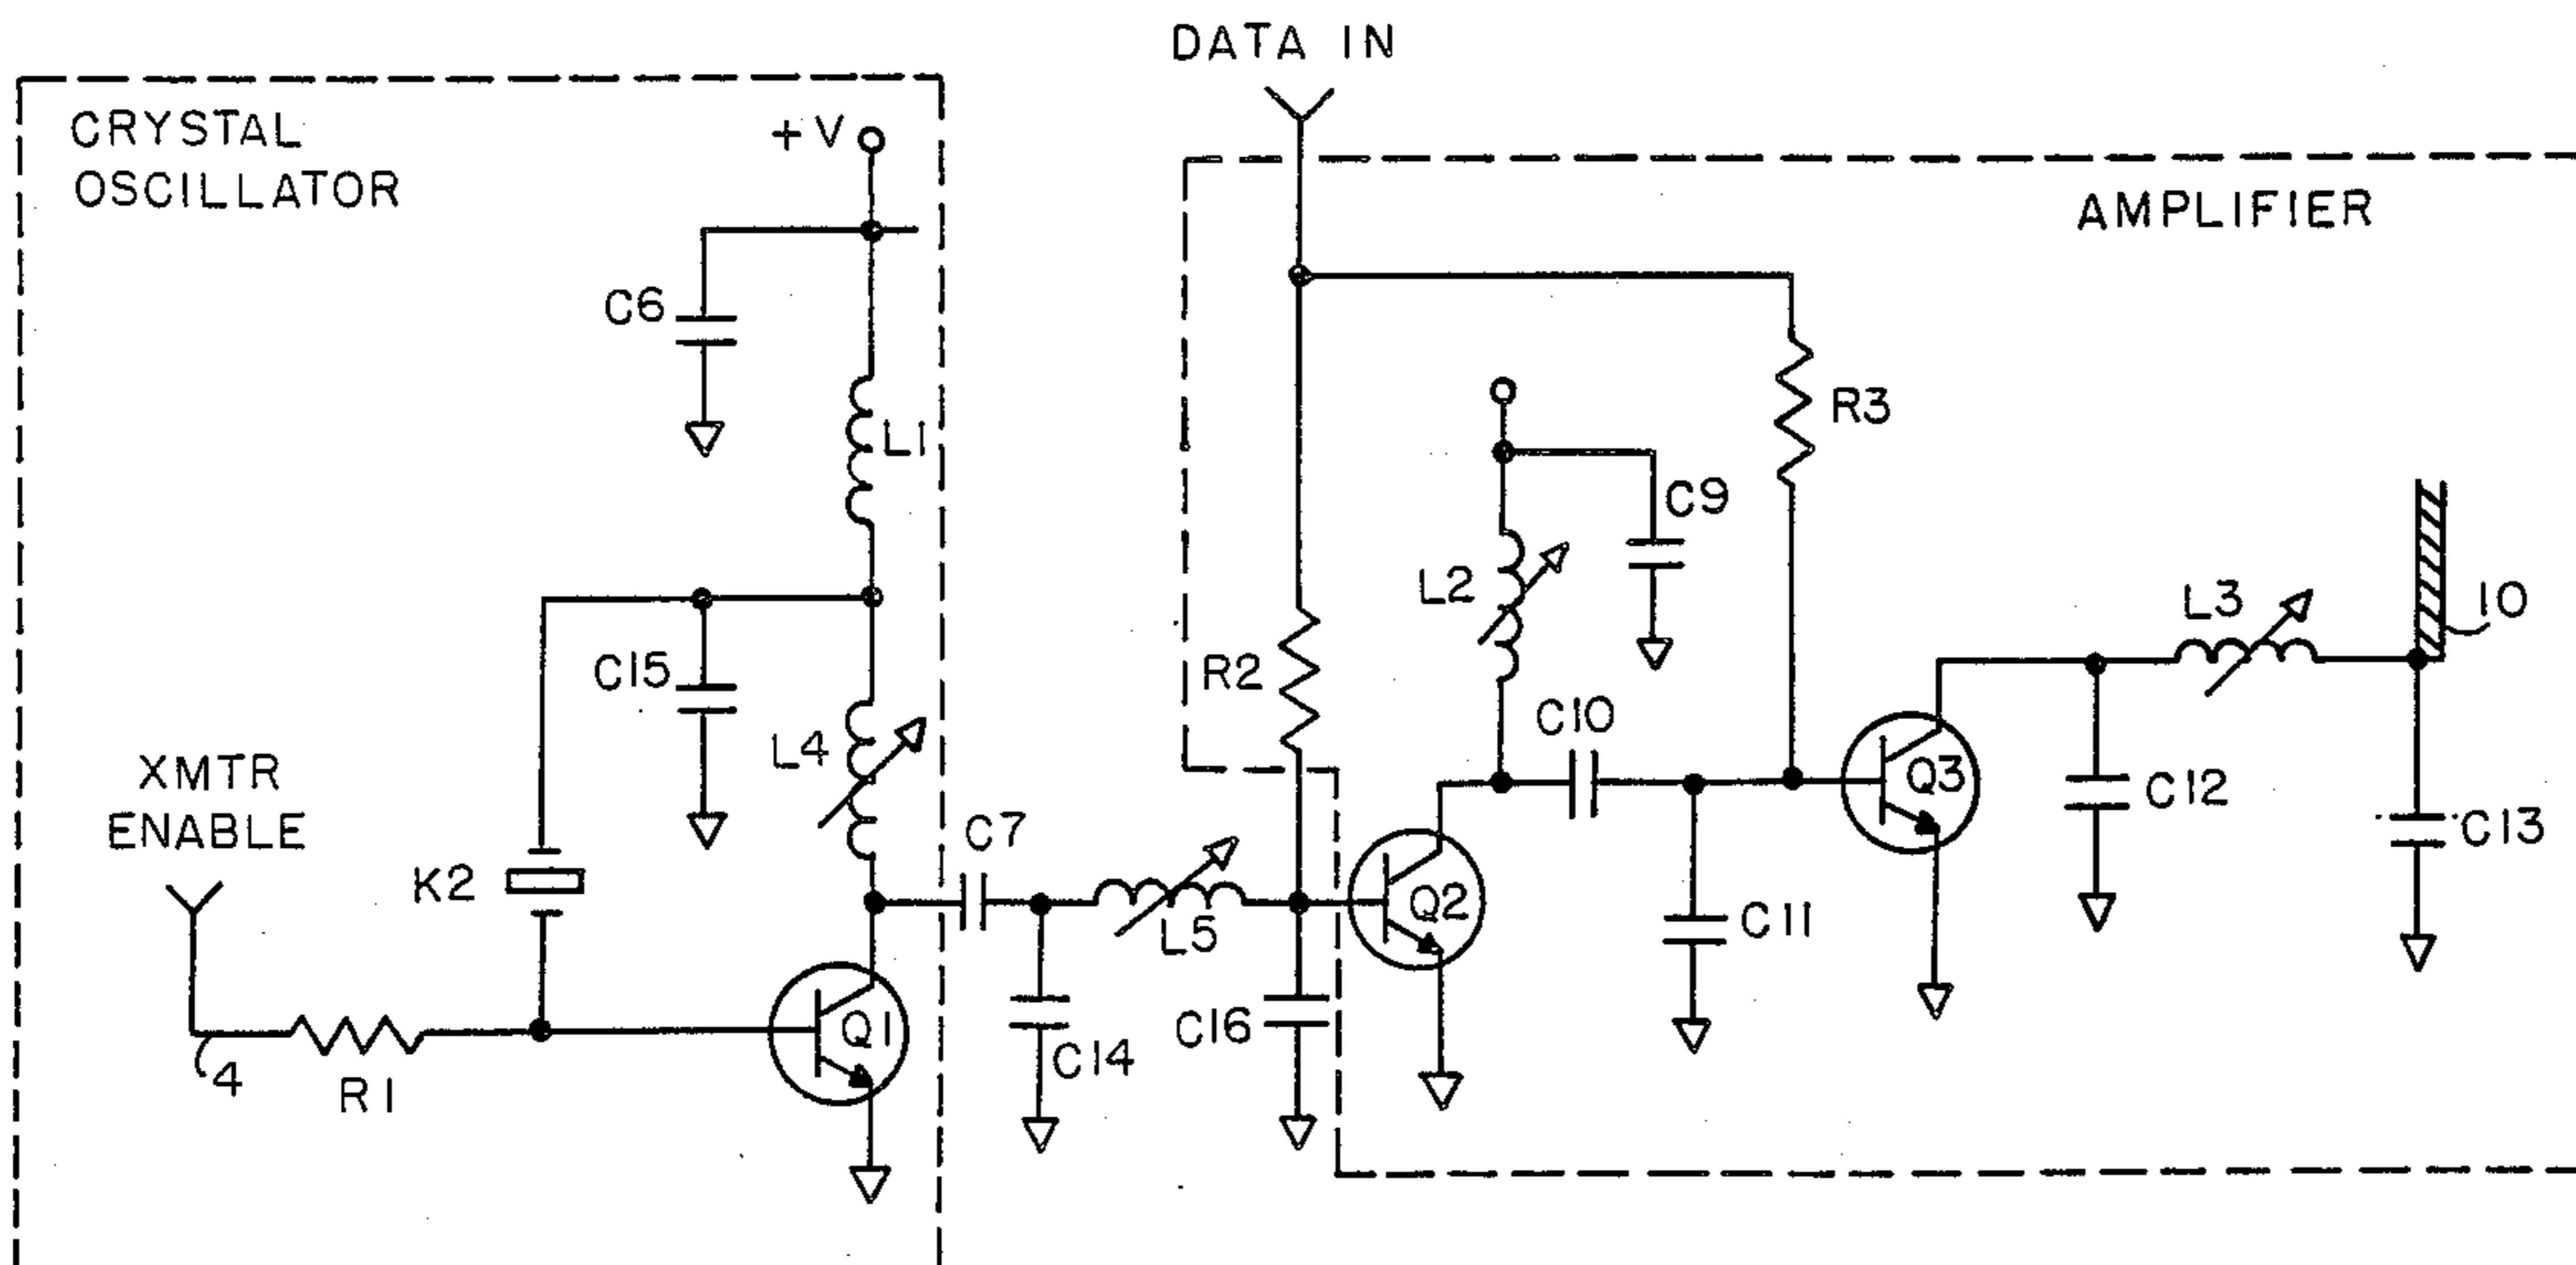 DATA IN
CRYSTAL
OSCILLATOR
+V
AMPLIFIER
C6
L1
R3
C9
L2
L3
10
C15
R2
C10
L4
XMTR
ENABLE
Q3
C12
C13
C7
K2
Q2
C11
L5
Q1
C16
C14
4
R1